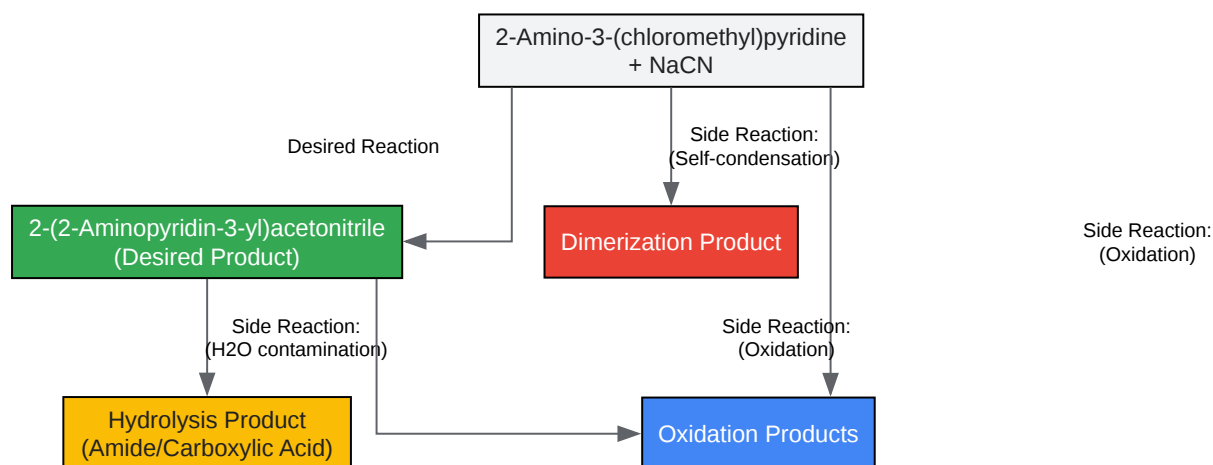 2-Amino-3-(chloromethyl)pyridine
+ NaCN
Desired Reaction
Side Reaction:
(Self-condensation)
2-(2-Aminopyridin-3-yl)acetonitrile
(Desired Product)
Dimerization Product
Side Reaction:
(Oxidation)
Side Reaction:
(H2O contamination)
Side Reaction:
(Oxidation)
Hydrolysis Product
(Amide/Carboxylic Acid)
Oxidation Products